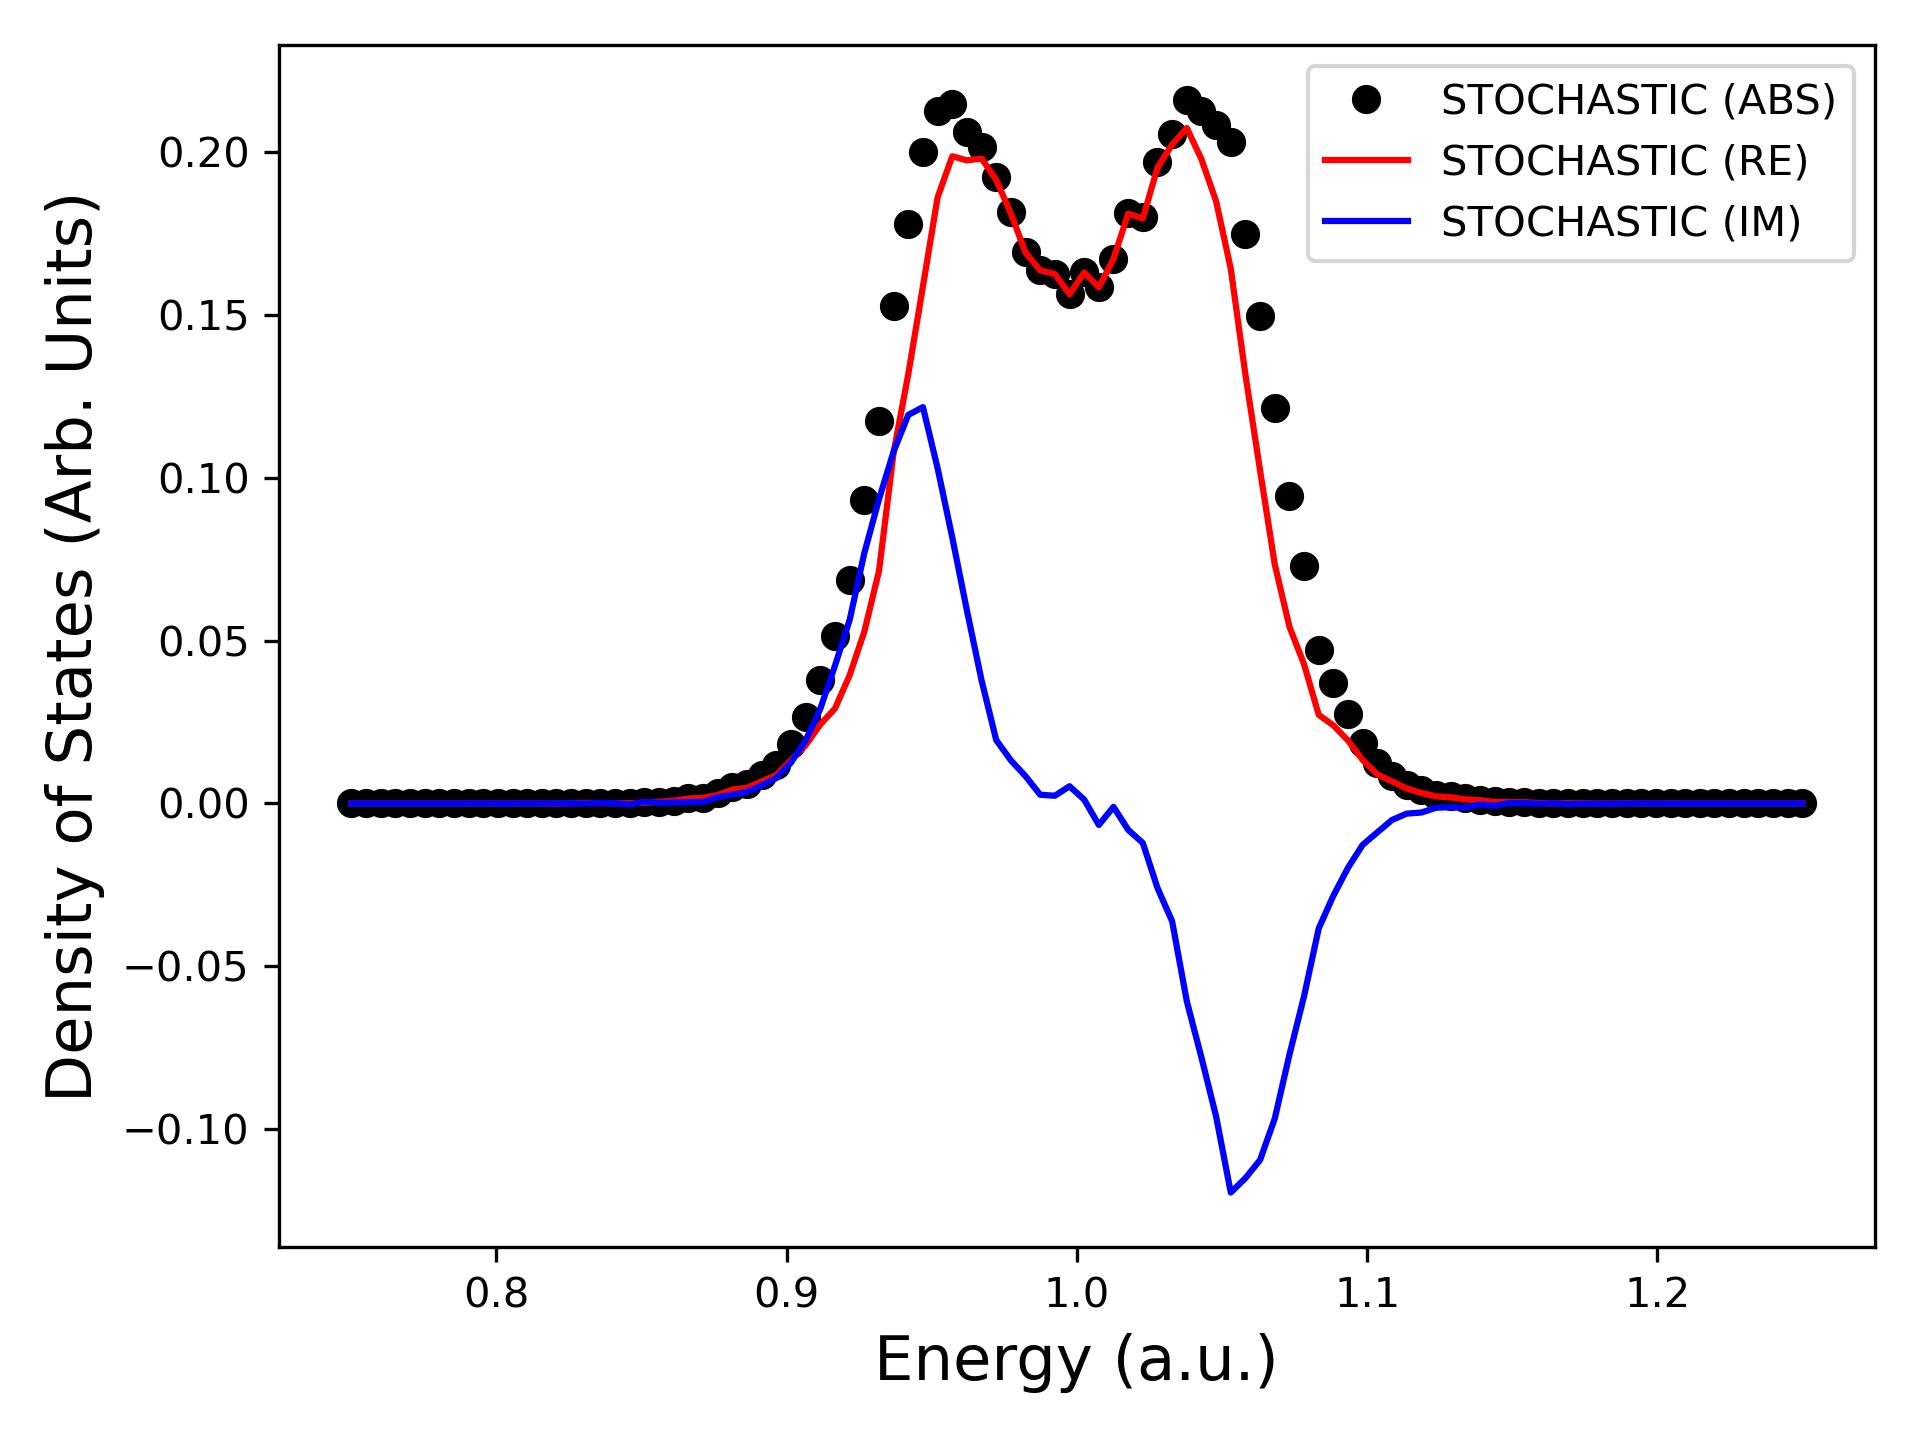 STOCHASTIC (ABS)
STOCHASTIC (RE)
STOCHASTIC (IM)
0.20
0.15
0.10
0.05
0.00
−0.05
−0.10
Density of States (Arb. Units)
0.8 0.9 1.0 1.1 1.2
Energy (a.u.)